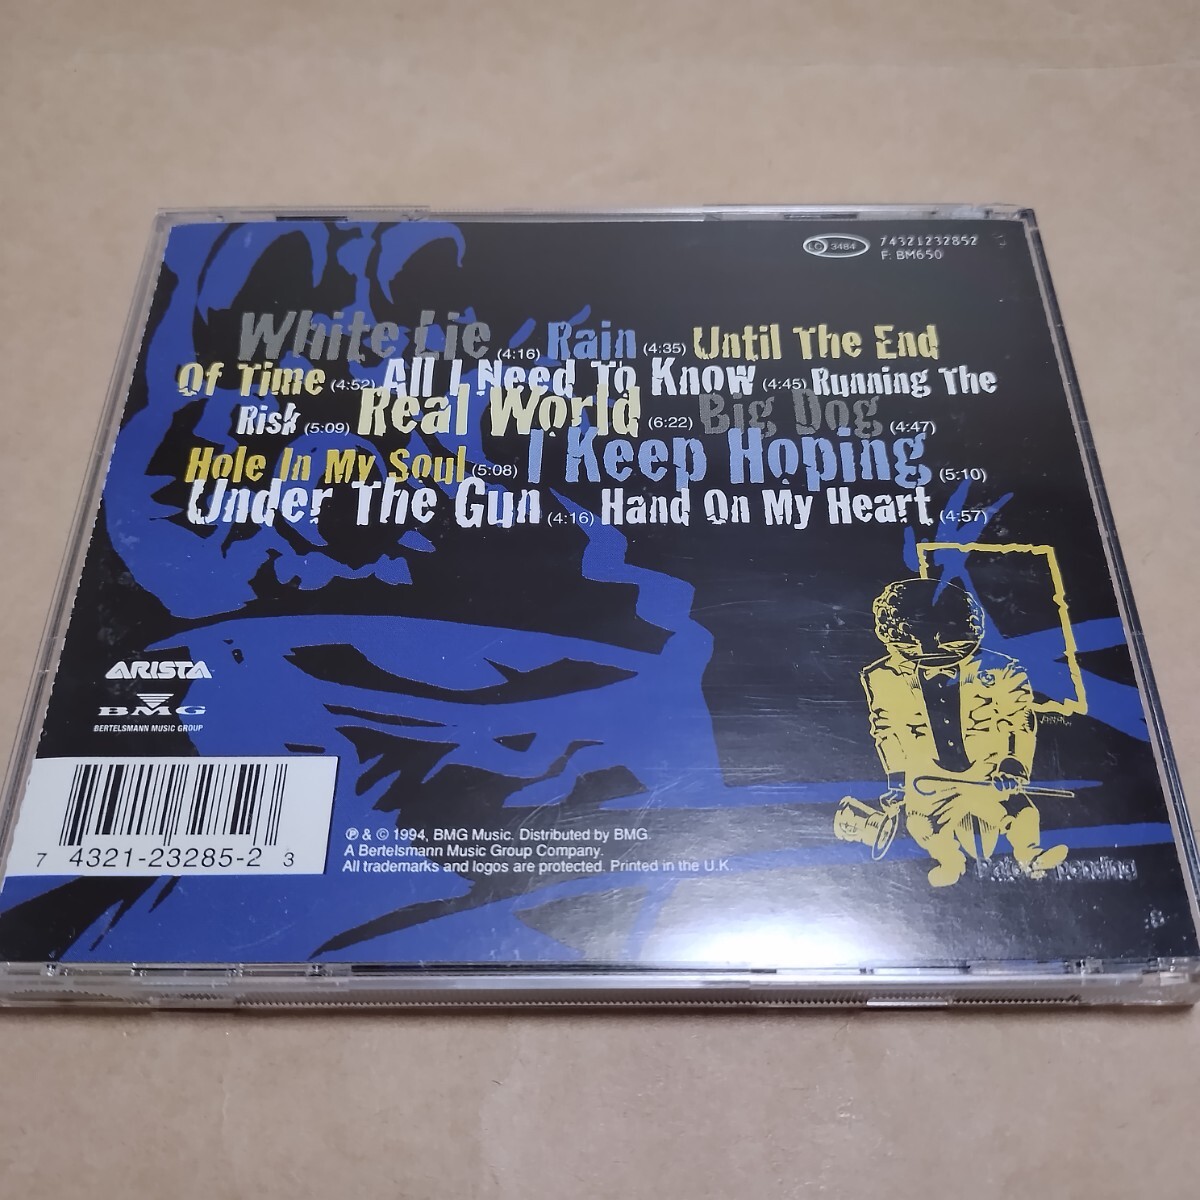 LC 3484
74321232852
F: BM650
White Lie (4:16) Rain (4:35) Until The End
Of Time (4:52) All I Need To Know (4:45) Running The
Risk (5:09) Real World (6:22) Big Dog (4:47)
Hole In My Soul (5:08) I Keep Hoping (5:10)
Under The Gun (4:16) Hand On My Heart (4:57)
ARISTA
BMG
BERTELSMANN MUSIC GROUP
7 4321-23285-2 3
℗ & © 1994, BMG Music. Distributed by BMG.
A Bertelsmann Music Group Company.
All trademarks and logos are protected. Printed in the U.K.
pending